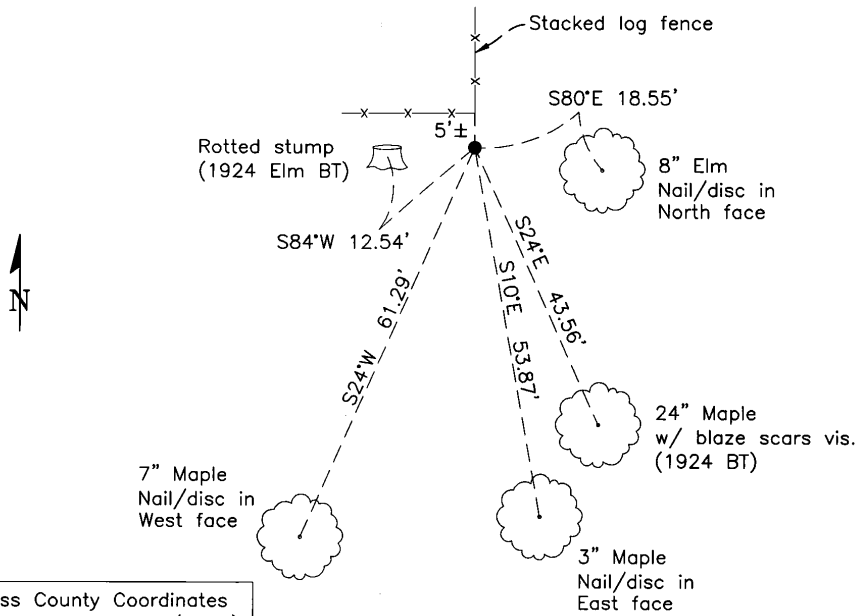 Stacked log fence
S80°E 18.55'
5'±
Rotted stump
(1924 Elm BT)
8" Elm
Nail/disc in
North face
S84°W 12.54'
N
S24°W 61.29'
S10°E 53.87'
S24°E 43.56'
24" Maple
w/ blaze scars vis.
(1924 BT)
7" Maple
Nail/disc in
West face
3" Maple
Nail/disc in
East face
ss County Coordinates